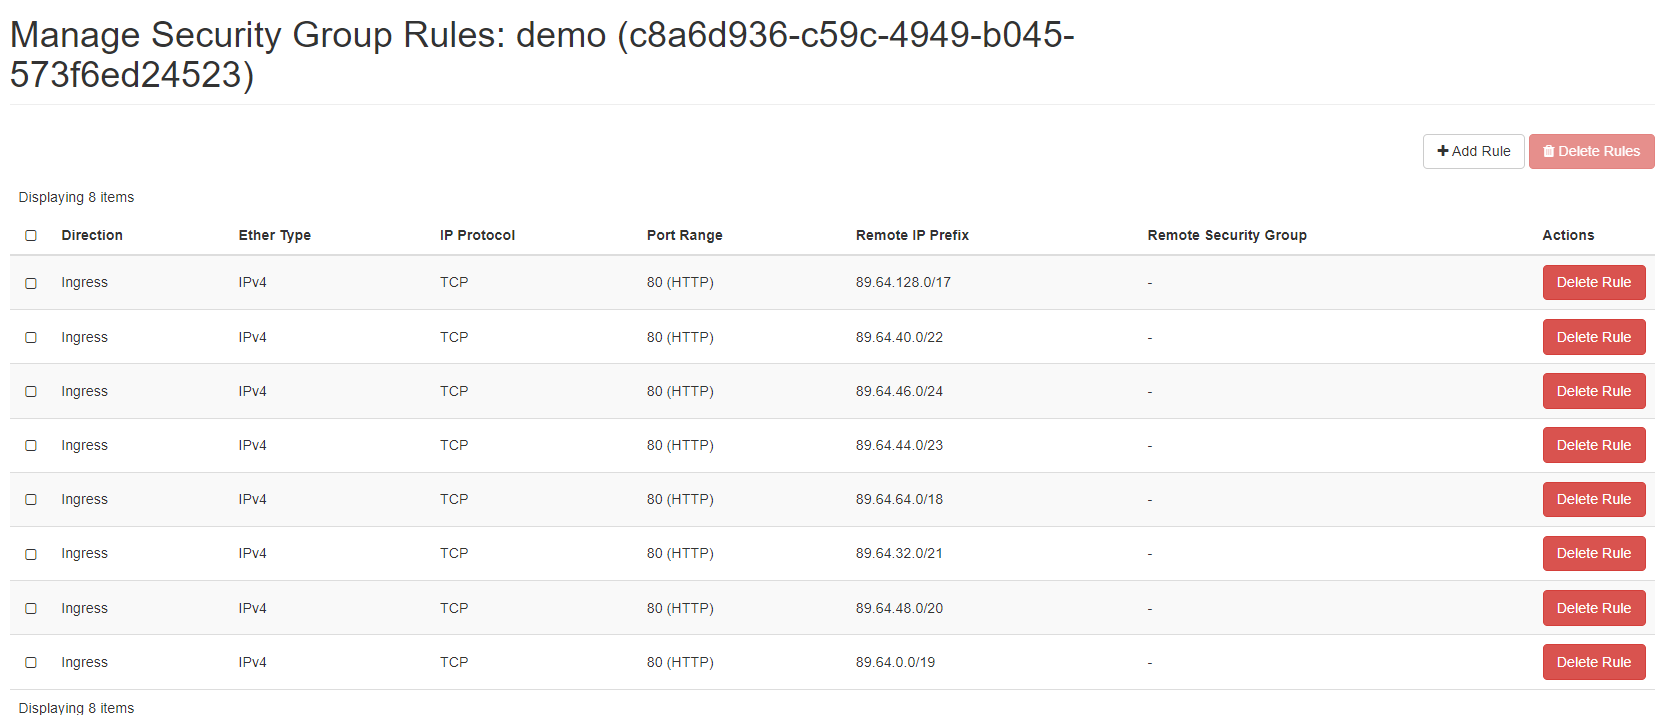 Manage Security Group Rules: demo (c8a6d936-c59c-4949-b045-
573f6ed24523)
Add Rule Delete Rules
Displaying 8 items
Direction Ether Type IP Protocol Port Range Remote IP Prefix Remote Security Group Actions
Ingress IPv4 TCP 80 (HTTP) 89.64.128.0/17 - Delete Rule
Ingress IPv4 TCP 80 (HTTP) 89.64.40.0/22 - Delete Rule
Ingress IPv4 TCP 80 (HTTP) 89.64.46.0/24 - Delete Rule
Ingress IPv4 TCP 80 (HTTP) 89.64.44.0/23 - Delete Rule
Ingress IPv4 TCP 80 (HTTP) 89.64.64.0/18 - Delete Rule
Ingress IPv4 TCP 80 (HTTP) 89.64.32.0/21 - Delete Rule
Ingress IPv4 TCP 80 (HTTP) 89.64.48.0/20 - Delete Rule
Ingress IPv4 TCP 80 (HTTP) 89.64.0.0/19 - Delete Rule
Displaying 8 items